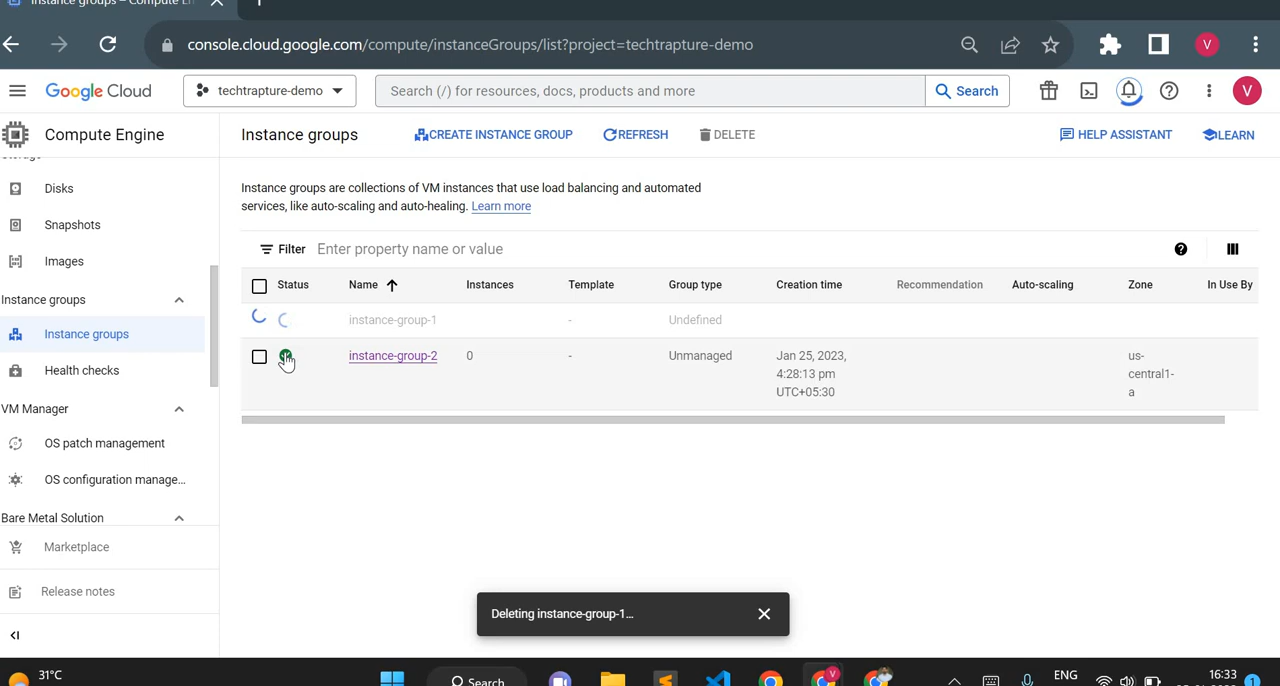 Instance groups – Compute En
console.cloud.google.com/compute/instanceGroups/list?project=techtrapture-demo
V
Google Cloud
techtrapture-demo
Search (/) for resources, docs, products and more
Search
V
Compute Engine
Instance groups
CREATE INSTANCE GROUP
REFRESH
DELETE
HELP ASSISTANT
LEARN
Storage
Disks
Snapshots
Images
Instance groups
Instance groups
Health checks
VM Manager
OS patch management
OS configuration manage...
Bare Metal Solution
Marketplace
Release notes
Instance groups are collections of VM instances that use load balancing and automated
services, like auto-scaling and auto-healing. Learn more
Filter Enter property name or value
Status Name Instances Template Group type Creation time Recommendation Auto-scaling Zone In Use By
instance-group-1 - Undefined
instance-group-2 0 - Unmanaged Jan 25, 2023, us-
4:28:13 pm central1-
UTC+05:30 a
Deleting instance-group-1...
31°C
Search
V
ENG
16:33
1